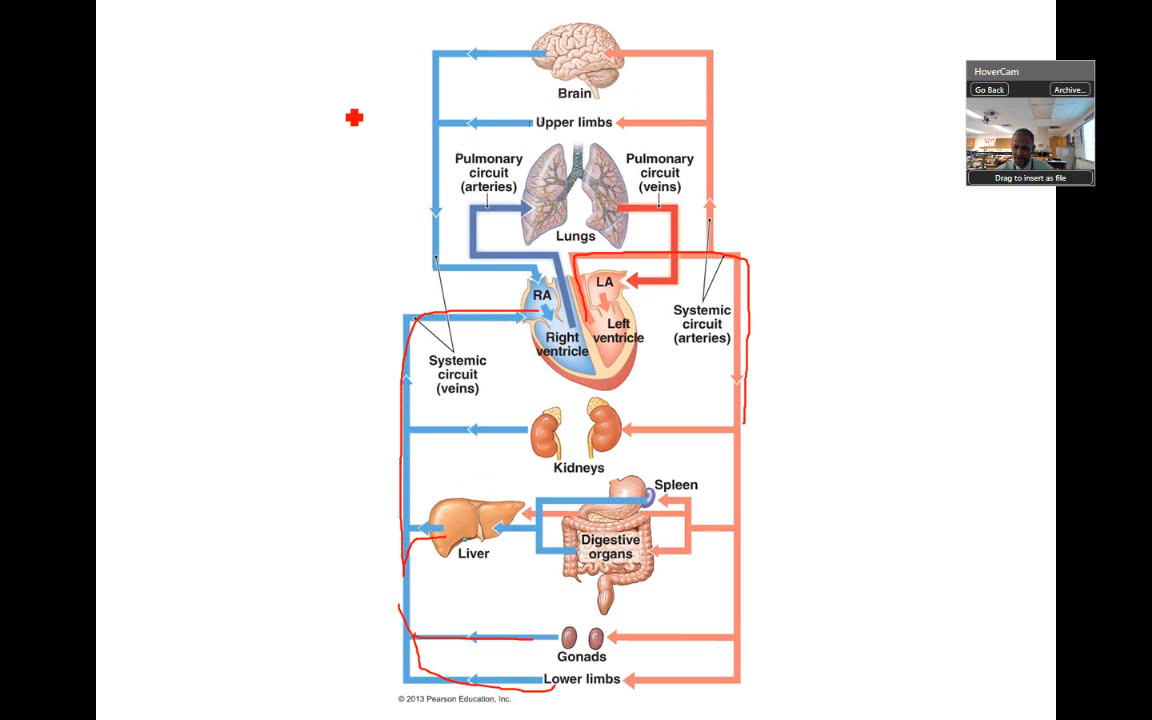 Brain
Upper limbs
Pulmonary
circuit
(arteries)
Pulmonary
circuit
(veins)
Lungs
RA
LA
Right
ventricle
Left
ventricle
Systemic
circuit
(arteries)
Systemic
circuit
(veins)
Kidneys
Spleen
Liver
Digestive
organs
Gonads
Lower limbs
© 2013 Pearson Education, Inc.
HoverCam
Go Back
Archive...
Drag to insert as file